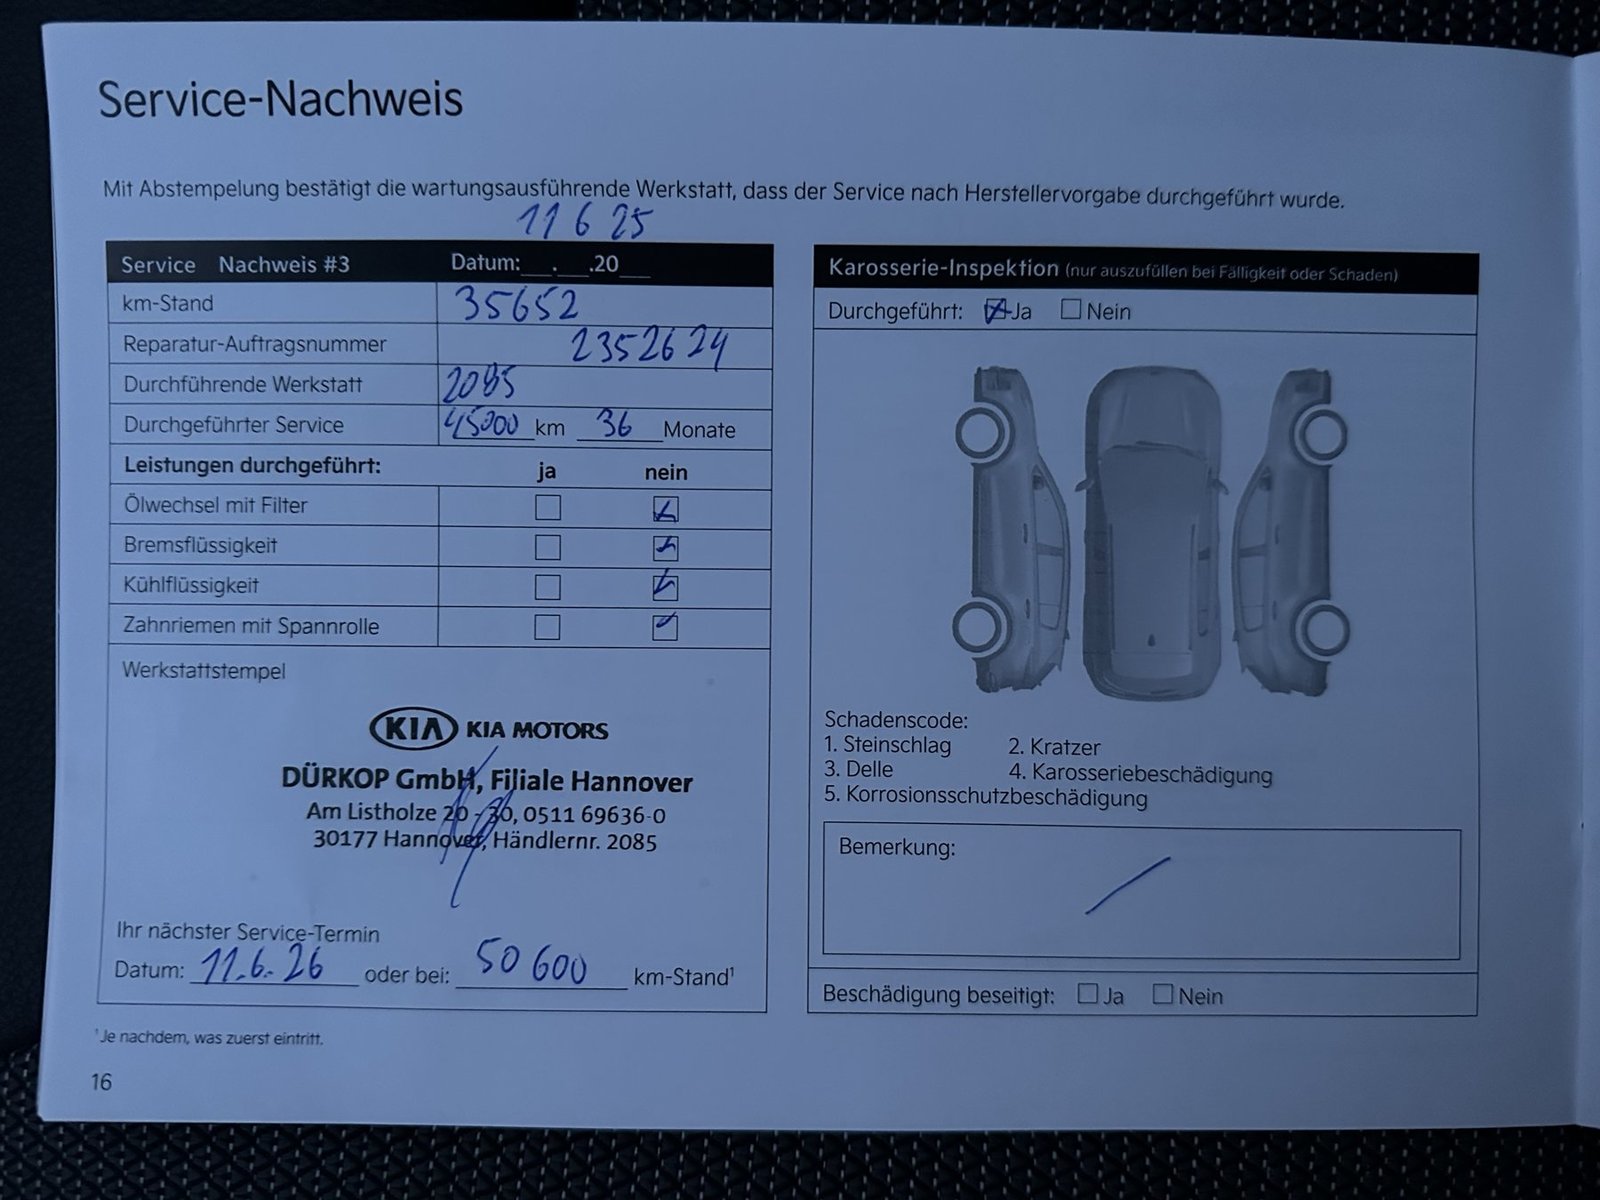 Service-Nachweis
Mit Abstempelung bestätigt die wartungsausführende Werkstatt, dass der Service nach Herstellervorgabe durchgeführt wurde.
11 6 25
Service Nachweis #3 Datum:__.__.20__
km-Stand 35652
Reparatur-Auftragsnummer 2352624
Durchführende Werkstatt 2085
Durchgeführter Service 45000 km 36 Monate
Leistungen durchgeführt: ja nein
Ölwechsel mit Filter
Bremsflüssigkeit
Kühlflüssigkeit
Zahnriemen mit Spannrolle
Werkstattstempel
KIA KIA MOTORS
DÜRKOP GmbH, Filiale Hannover
Am Listholze 20 - 30, 0511 69636-0
30177 Hannover, Händlernr. 2085
Ihr nächster Service-Termin
Datum: 11.6.26 oder bei: 50 600 km-Stand¹
¹Je nachdem, was zuerst eintritt.
16
Karosserie-Inspektion (nur auszufüllen bei Fälligkeit oder Schaden)
Durchgeführt: Ja Nein
Schadenscode:
1. Steinschlag 2. Kratzer
3. Delle 4. Karosseriebeschädigung
5. Korrosionsschutzbeschädigung
Bemerkung:
Beschädigung beseitigt: Ja Nein